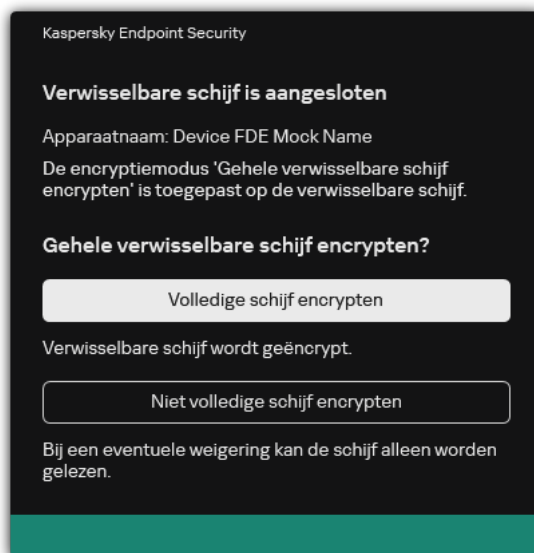 Kaspersky Endpoint Security
Verwisselbare schijf is aangesloten
Apparaatnaam: Device FDE Mock Name
De encryptiemodus 'Gehele verwisselbare schijf
encrypten' is toegepast op de verwisselbare schijf.
Gehele verwisselbare schijf encrypten?
Volledige schijf encrypten
Verwisselbare schijf wordt geëncrypt.
Niet volledige schijf encrypten
Bij een eventuele weigering kan de schijf alleen worden
gelezen.